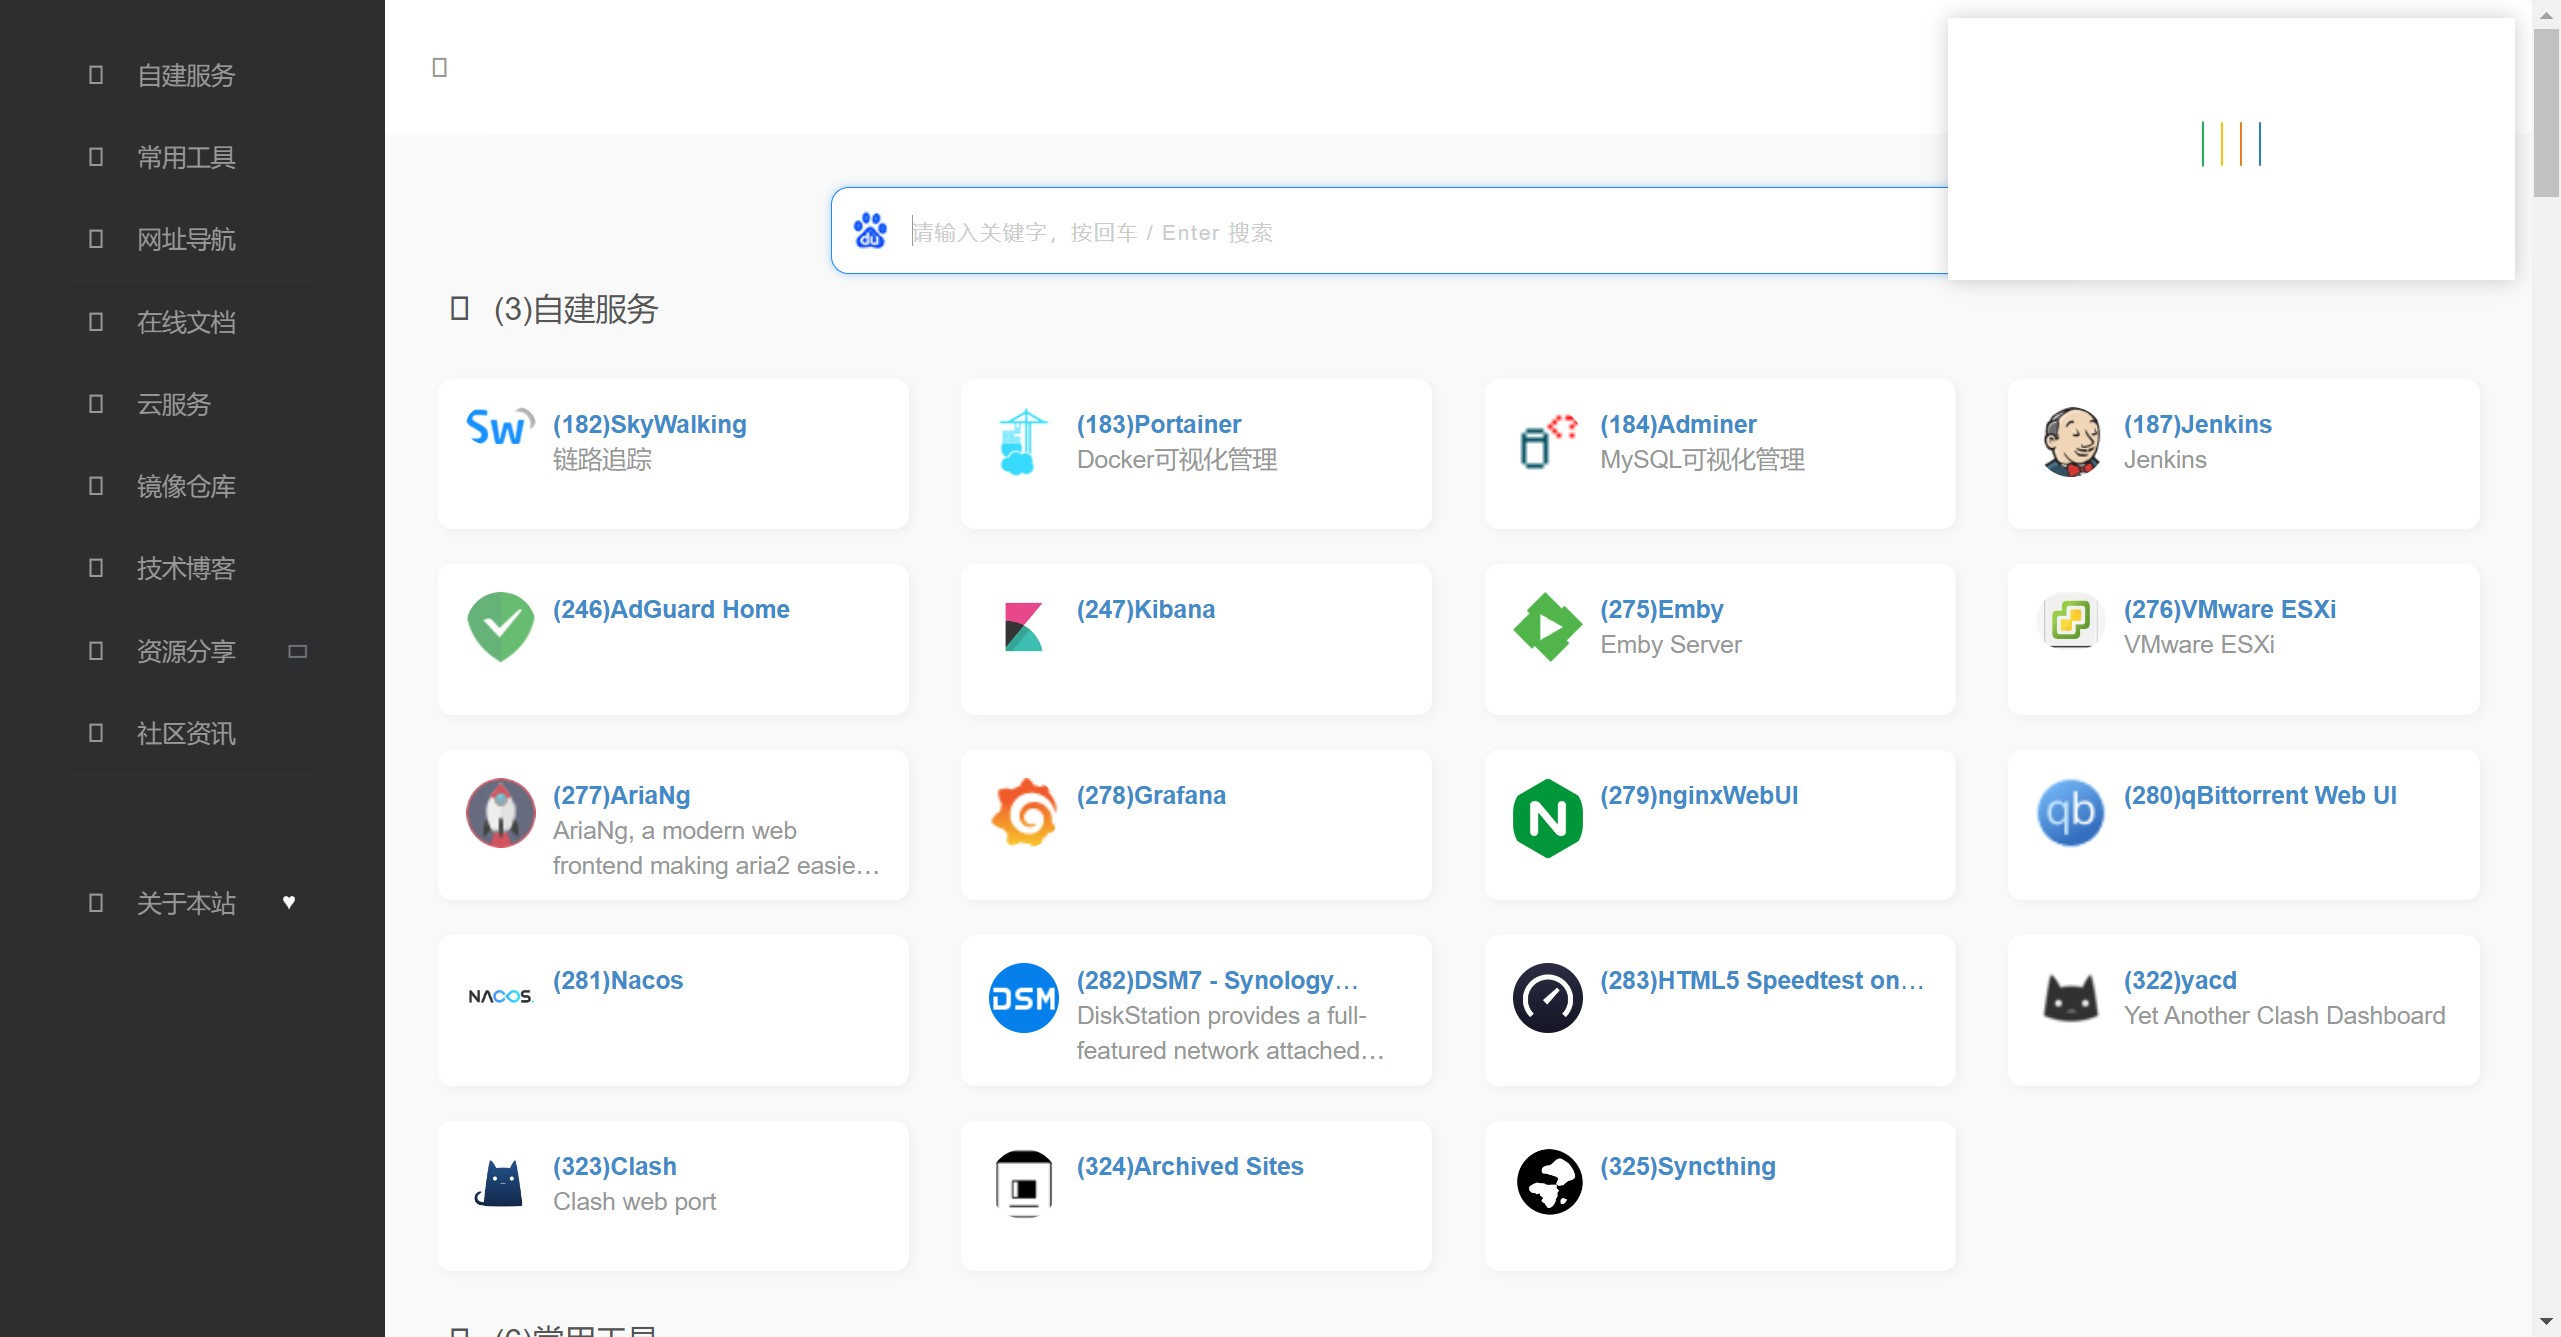 自建服务
常用工具
网址导航
在线文档
云服务
镜像仓库
技术博客
资源分享
社区资讯
关于本站 ♥
du
请输入关键字，按回车 / Enter 搜索
(3)自建服务
Sw
(182)SkyWalking
链路追踪
(183)Portainer
Docker可视化管理
(184)Adminer
MySQL可视化管理
(187)Jenkins
Jenkins
(246)AdGuard Home
(247)Kibana
(275)Emby
Emby Server
(276)VMware ESXi
VMware ESXi
(277)AriaNg
AriaNg, a modern web
frontend making aria2 easie...
(278)Grafana
N
(279)nginxWebUI
qb
(280)qBittorrent Web UI
NACOS.
(281)Nacos
DSM
(282)DSM7 - Synology...
DiskStation provides a full-
featured network attached...
(283)HTML5 Speedtest on...
(322)yacd
Yet Another Clash Dashboard
(323)Clash
Clash web port
(324)Archived Sites
(325)Syncthing
(6)常用工具